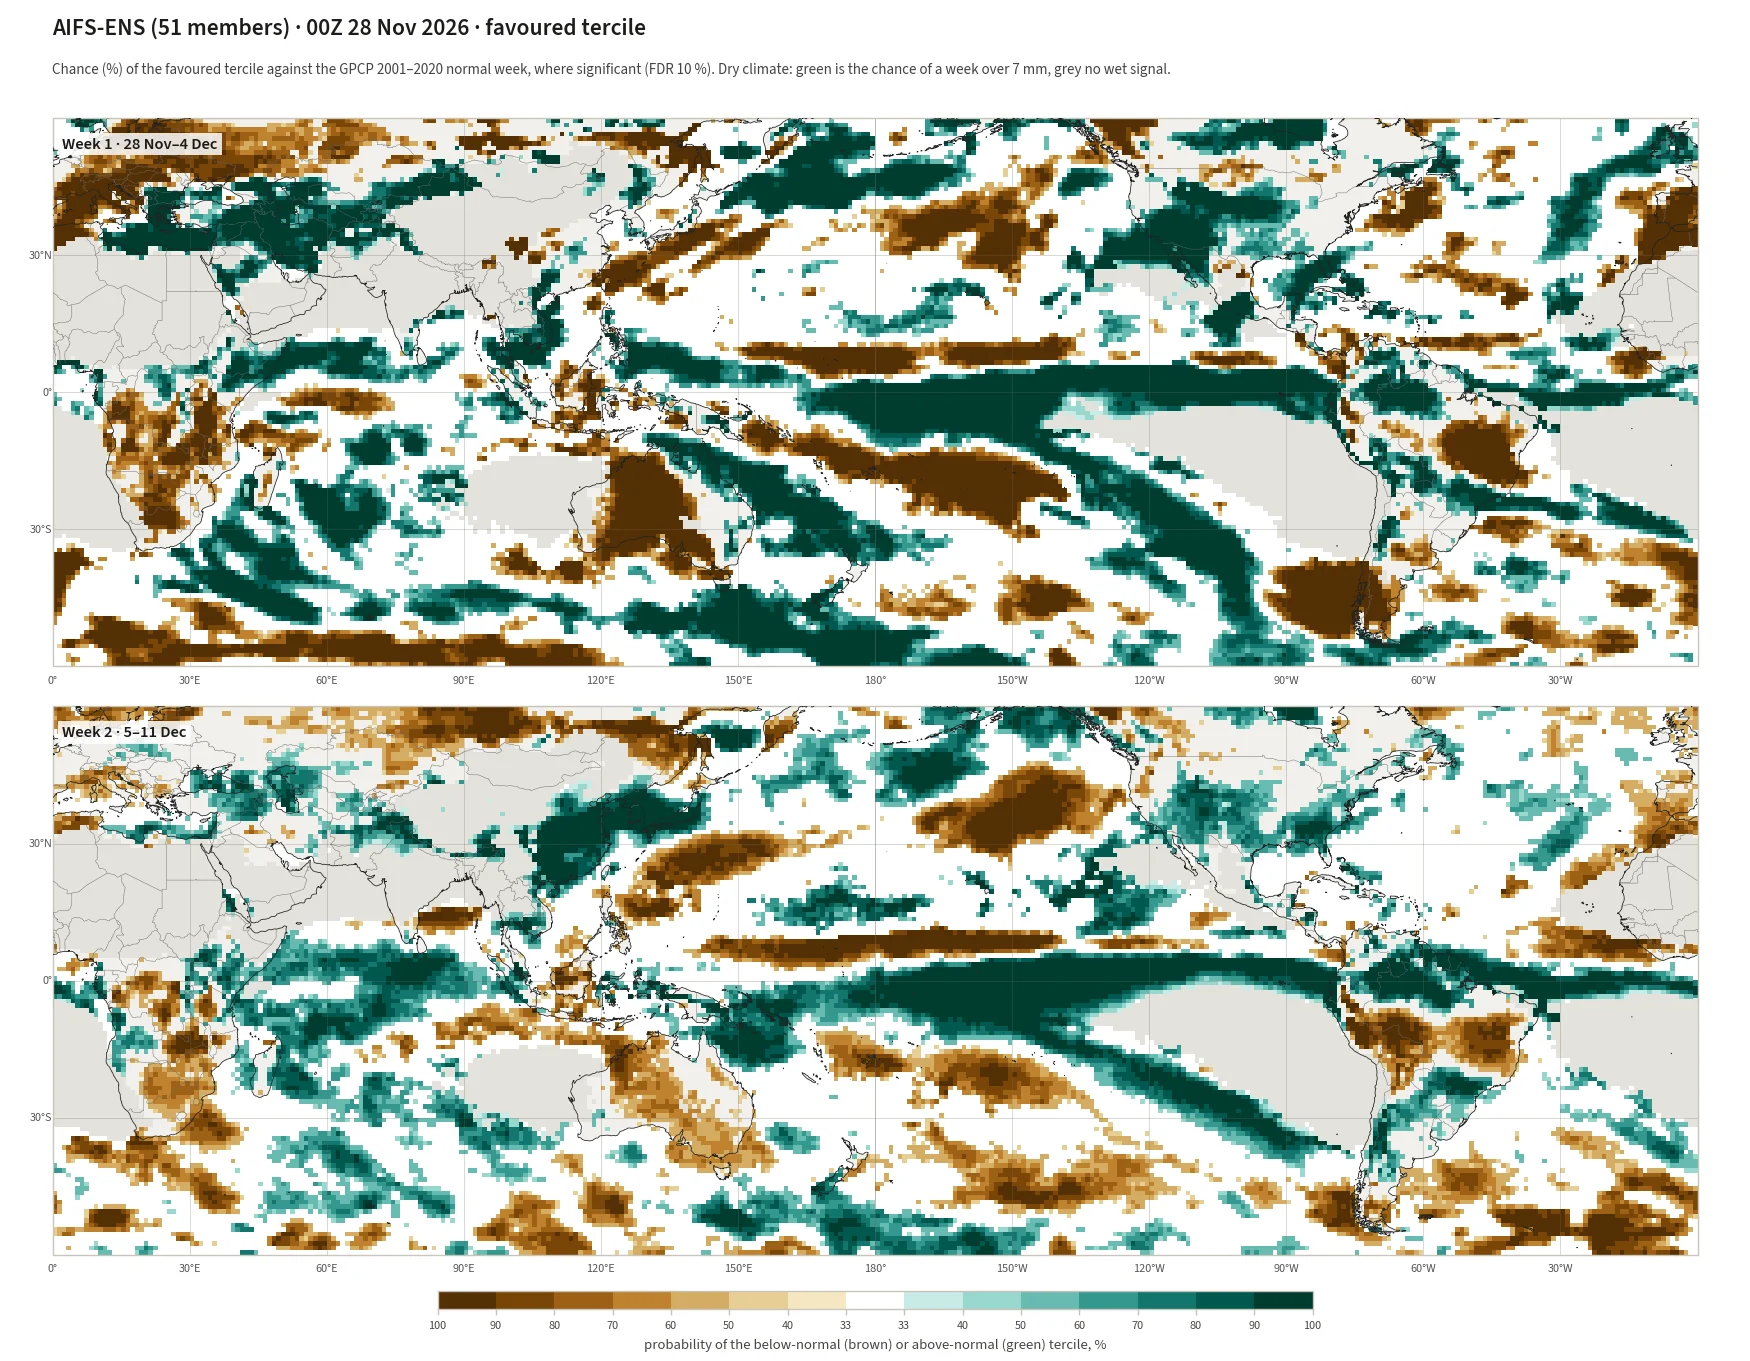 AIFS-ENS (51 members) · 00Z 28 Nov 2026 · favoured tercile
Chance (%) of the favoured tercile against the GPCP 2001–2020 normal week, where significant (FDR 10 %). Dry climate: green is the chance of a week over 7 mm, grey no wet signal.
Week 1 · 28 Nov–4 Dec
30°N
0°
30°S
0° 30°E 60°E 90°E 120°E 150°E 180° 150°W 120°W 90°W 60°W 30°W
Week 2 · 5–11 Dec
30°N
0°
30°S
0° 30°E 60°E 90°E 120°E 150°E 180° 150°W 120°W 90°W 60°W 30°W
100 90 80 70 60 50 40 33 33 40 50 60 70 80 90 100
probability of the below-normal (brown) or above-normal (green) tercile, %